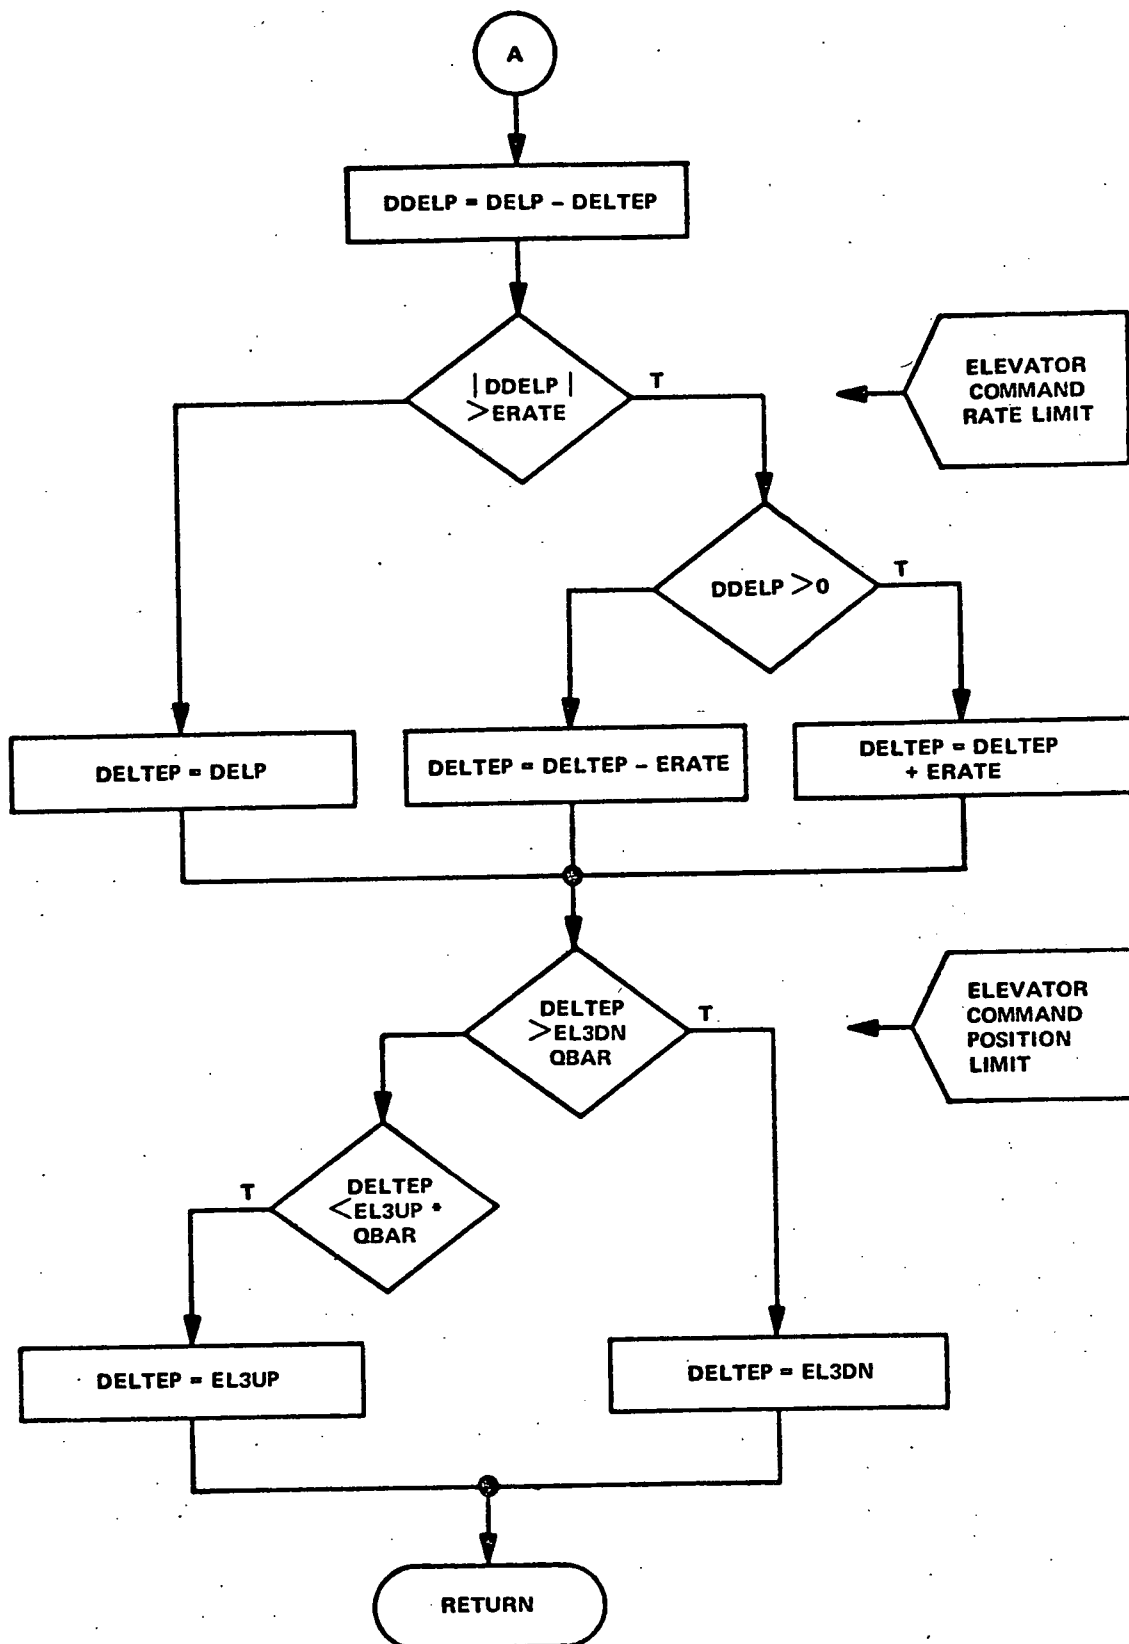 A
DDELP = DELP - DELTEP
|DDELP|
>ERATE
T
ELEVATOR
COMMAND
RATE LIMIT
DDELP >0
T
DELTEP = DELP
DELTEP = DELTEP - ERATE
DELTEP = DELTEP
+ ERATE
DELTEP
>EL3DN
QBAR
T
ELEVATOR
COMMAND
POSITION
LIMIT
DELTEP
<EL3UP *
QBAR
T
DELTEP = EL3UP
DELTEP = EL3DN
RETURN